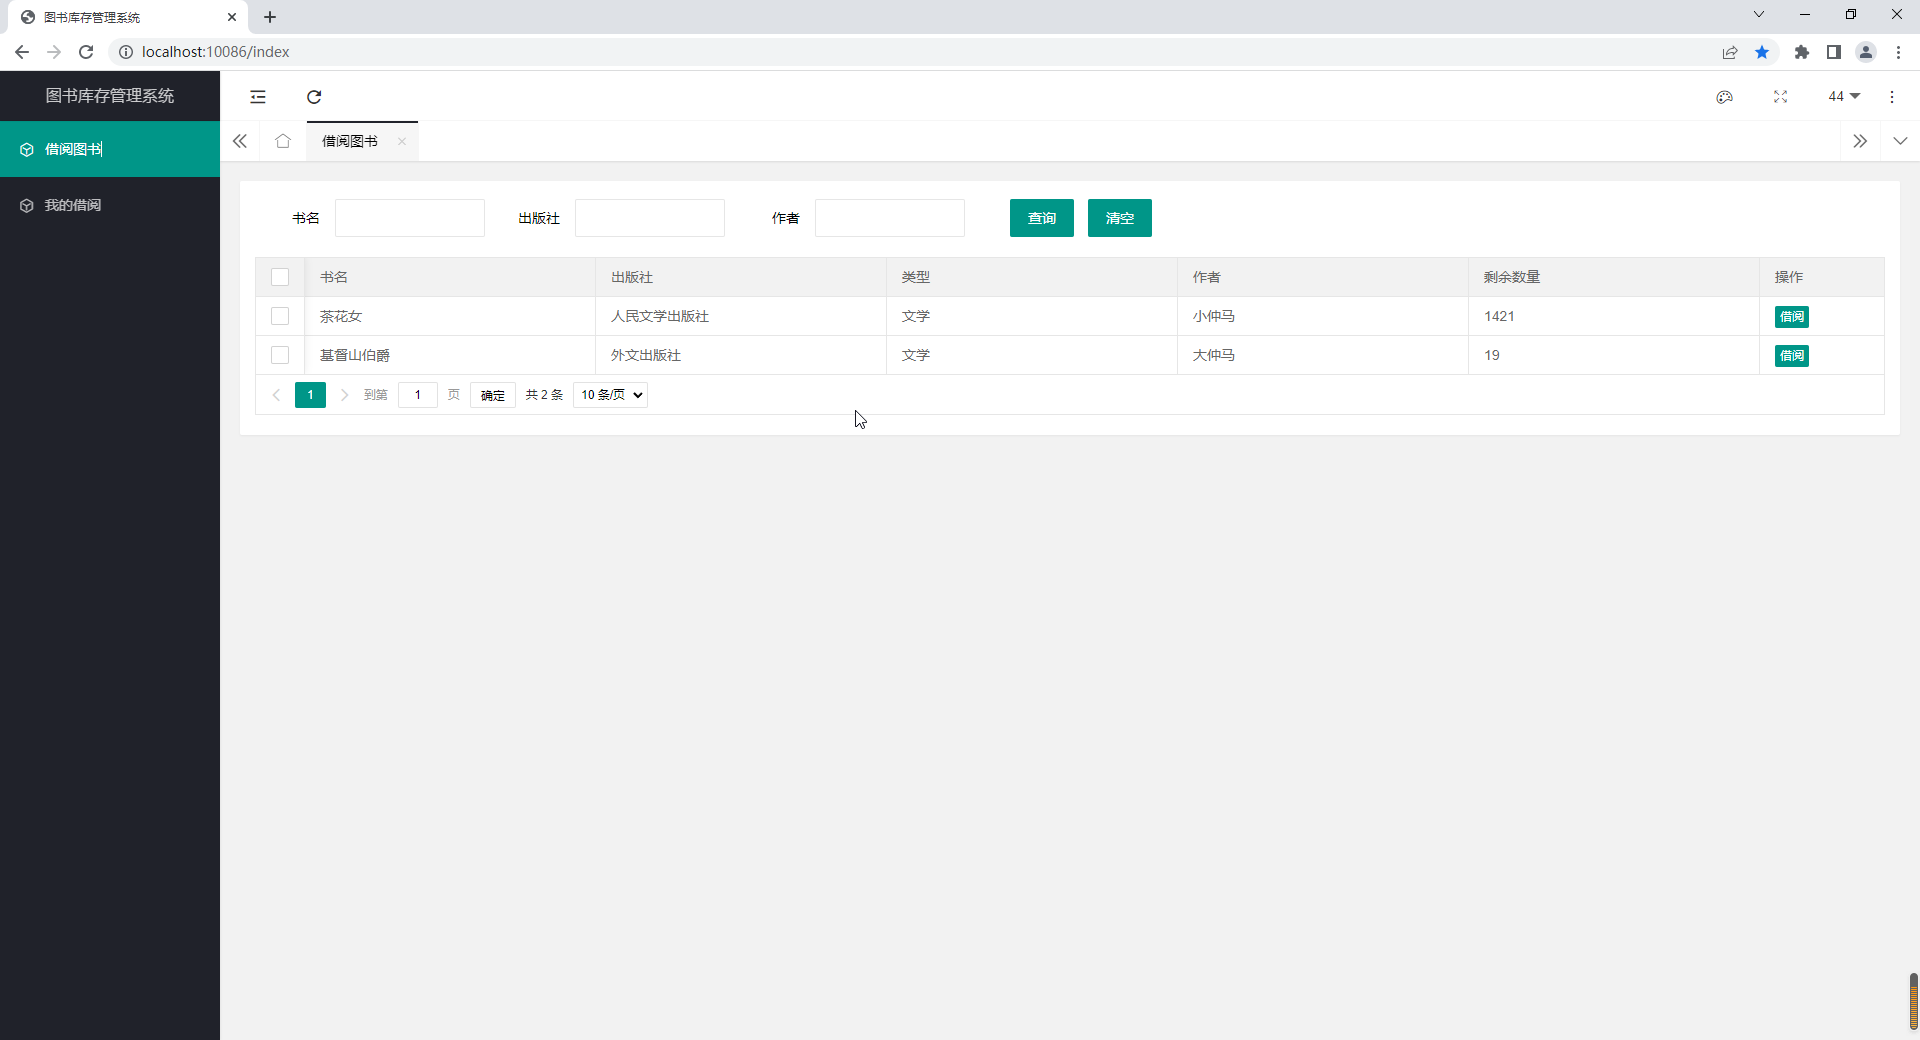 图书库存管理系统
localhost:10086/index
图书库存管理系统
44
借阅图书
借阅图书
我的借阅
书名
出版社
作者
查询
清空
书名 出版社 类型 作者 剩余数量 操作
茶花女 人民文学出版社 文学 小仲马 1421 借阅
基督山伯爵 外文出版社 文学 大仲马 19 借阅
1 到第 1 页 确定 共 2 条 10 条/页